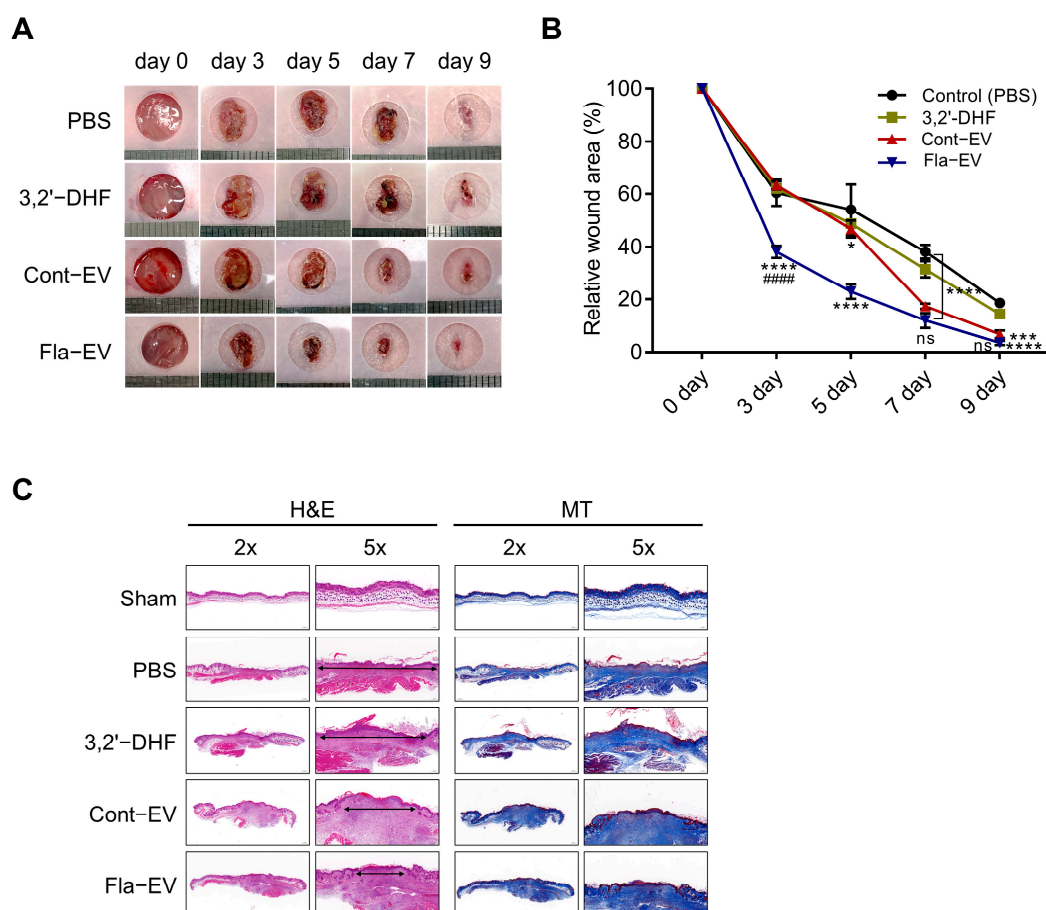 A
day 0 day 3 day 5 day 7 day 9
PBS
3,2'−DHF
Cont−EV
Fla−EV
B
Relative wound area (%)
100
80
60
40
20
0
Control (PBS)
3,2'-DHF
Cont−EV
Fla−EV
****
####
*
****
****
ns
ns
***
****
0 day
3 day
5 day
7 day
9 day
C
H&E MT
2x 5x 2x 5x
Sham
PBS
3,2'−DHF
Cont−EV
Fla−EV